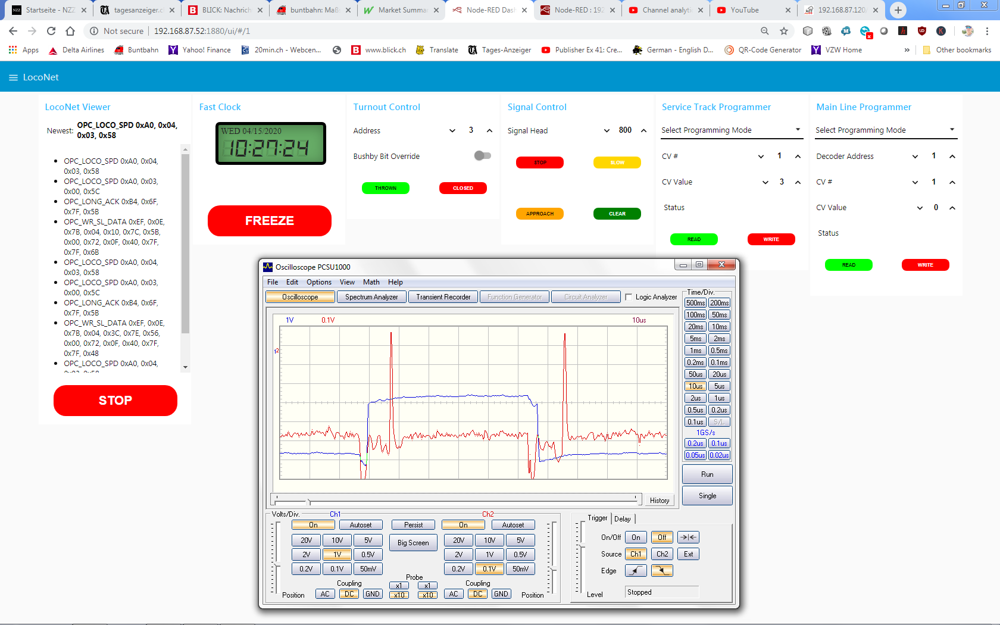 Startseite - NZZ
tagesanzeiger.c
BLICK: Nachrich
buntbahn: Maßs
Market Summar
Node-RED Dash
Node-RED : 192
Channel analyti
YouTube
192.168.87.120/
Not secure | 192.168.87.52:1880/ui/#/1
Apps
Delta Airlines
Buntbahn
Yahoo! Finance
20min.ch - Webcen...
www.blick.ch
Translate
Tages-Anzeiger
Publisher Ex 41: Cre...
German - English D...
QR-Code Generator
VZW Home
»
Other bookmarks
LocoNet
LocoNet Viewer
Newest: OPC_LOCO_SPD 0xA0, 0x04,
0x03, 0x58
OPC_LOCO_SPD 0xA0, 0x04,
0x03, 0x58
OPC_LOCO_SPD 0xA0, 0x03,
0x00, 0x5C
OPC_LONG_ACK 0xB4, 0x6F,
0x7F, 0x5B
OPC_WR_SL_DATA 0xEF, 0x0E,
0x7B, 0x04, 0x10, 0x7C, 0x5B,
0x00, 0x72, 0x0F, 0x40, 0x7F,
0x7F, 0x6B
OPC_LOCO_SPD 0xA0, 0x04,
0x03, 0x58
OPC_LOCO_SPD 0xA0, 0x03,
0x00, 0x5C
OPC_LONG_ACK 0xB4, 0x6F,
0x7F, 0x5B
OPC_WR_SL_DATA 0xEF, 0x0E,
0x7B, 0x04, 0x3C, 0x7E, 0x56,
0x00, 0x72, 0x0F, 0x40, 0x7F,
0x7F, 0x48
OPC_LOCO_SPD 0xA0, 0x04,
STOP
Fast Clock
WED 04/15/2020
10:27:24
FREEZE
Turnout Control
Address 3
Bushby Bit Override
THROWN CLOSED
Signal Control
Signal Head 800
STOP SLOW
APPROACH CLEAR
Service Track Programmer
Select Programming Mode
CV # 1
CV Value 3
Status
READ WRITE
Main Line Programmer
Select Programming Mode
Decoder Address 1
CV # 1
CV Value 0
Status
READ WRITE
Oscilloscope PCSU1000
File Edit Options View Math Help
Oscilloscope Spectrum Analyzer Transient Recorder Function Generator Circuit Analyzer Logic Analyzer
1V 0.1V 10us
12
History
Time/Div.
500ms 200ms
100ms 50ms
20ms 10ms
5ms 2ms
1ms 0.5ms
0.2ms 0.1ms
50us 20us
10us 5us
2us 1us
0.5us 0.2us
0.1us S/L
1GS/s
0.2us 0.1us
0.05us 0.02us
Run
Single
Volts/Div. Ch1 Ch2
On Autoset Persist On Autoset
20V 10V 5V Big Screen 20V 10V 5V
2V 1V 0.5V 2V 1V 0.5V
0.2V 0.1V 50mV 0.2V 0.1V 50mV
Coupling Probe Coupling
x1 x1
Position AC DC GND x10 x10 AC DC GND Position
Trigger Delay
On/Off On Off
Source Ch1 Ch2 Ext
Edge
Level Stopped